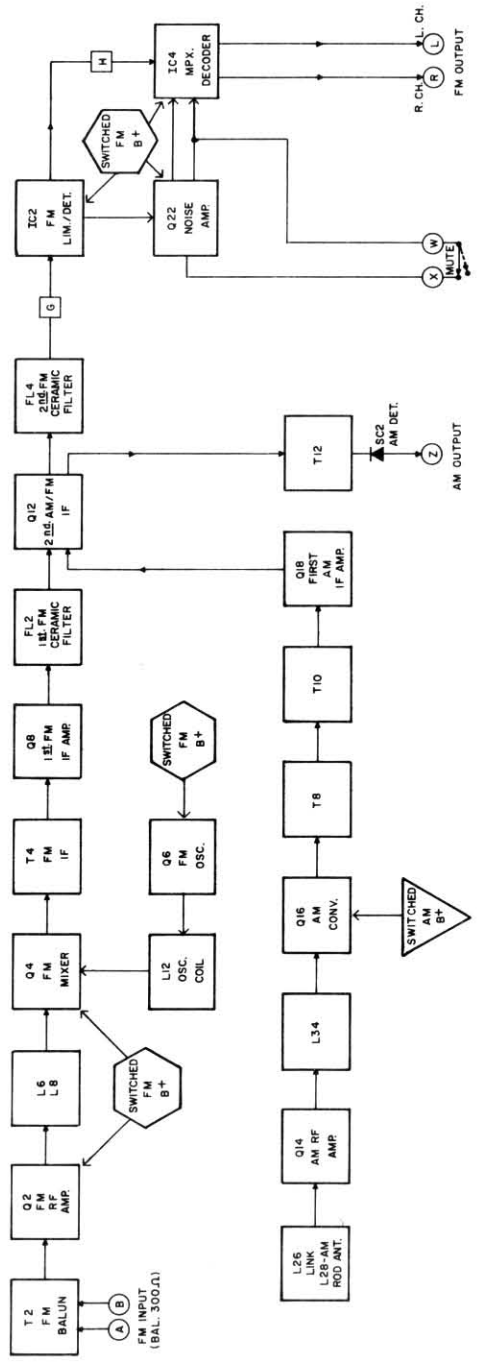 T2
FM
BALUN
A
B
FM INPUT
(BAL. 300Ω)
Q2
FM
RF
AMP.
L6
L8
SWITCHED
FM
B+
Q4
FM
MIXER
L12
OSC.
COIL
Q6
FM OSC.
SWITCHED
FM
B+
T4
FM
IF
Q8
1st.FM
IF AMP.
FL2
1st.FM
CERAMIC
FILTER
Q12
2nd.AM/FM
IF
FL4
2nd.FM
CERAMIC
FILTER
G
IC2
FM
LIM./DET.
SWITCHED
FM
B+
H
IC4
MPX.
DECODER
Q22
NOISE
AMP.
X
W
MUTE
R.CH.
R
L
L.CH.
FM OUTPUT
L26
LINK
L28-AM
ROD ANT.
Q14
AM RF
AMP.
L34
Q16
AM
CONV.
SWITCHED
AM
B+
T8
T10
Q18
FIRST
AM
IF AMP.
T12
SC2
AM DET.
Z
AM OUTPUT